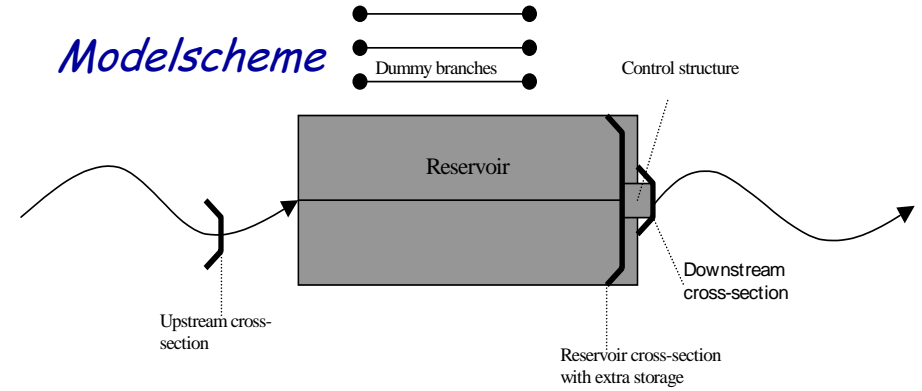 Modelscheme
Dummy branches
Control structure
Reservoir
Downstream
cross-section
Upstream cross-
section
Reservoir cross-section
with extra storage